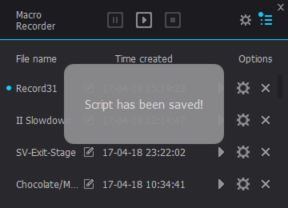 Macro
Recorder
x
File name Time created Options
Record31
Script has been saved!
II Slowdow
SV-Exit-Stage 17-04-18 23:22:02
Chocolate/M... 17-04-18 10:34:41